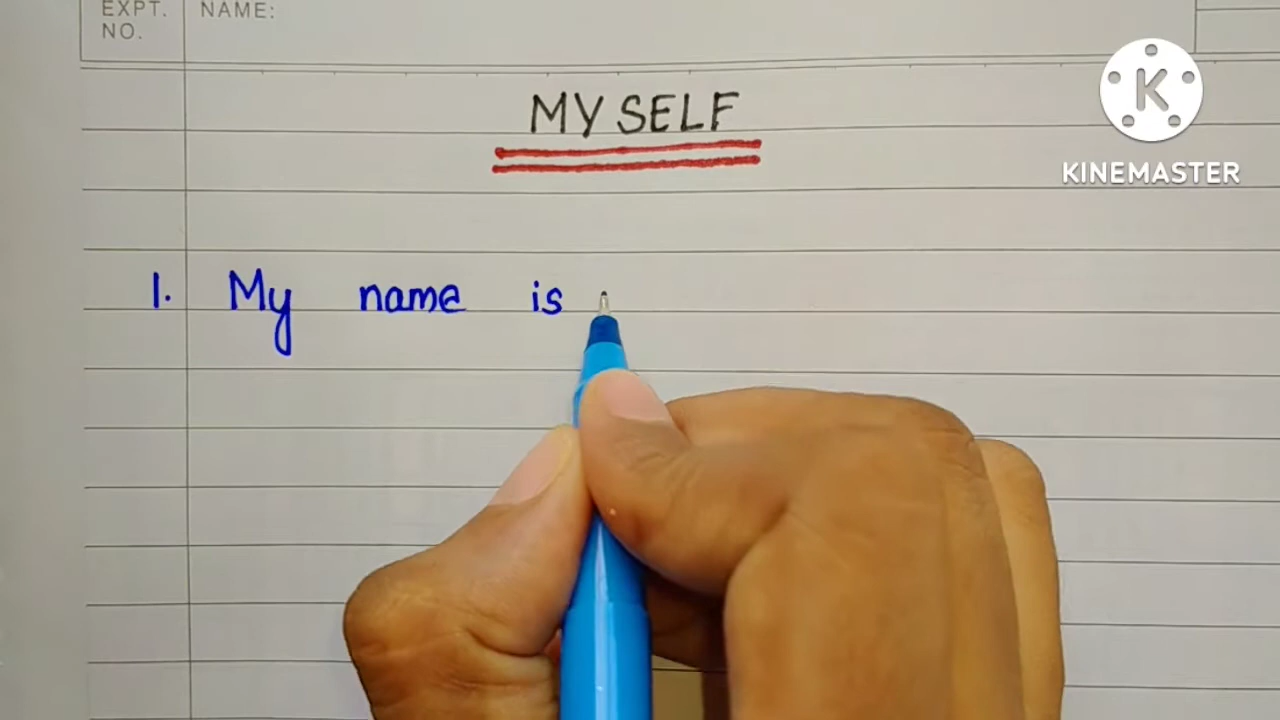 EXPT.
NO.
NAME:
MY SELF
KINEMASTER
1. My name is